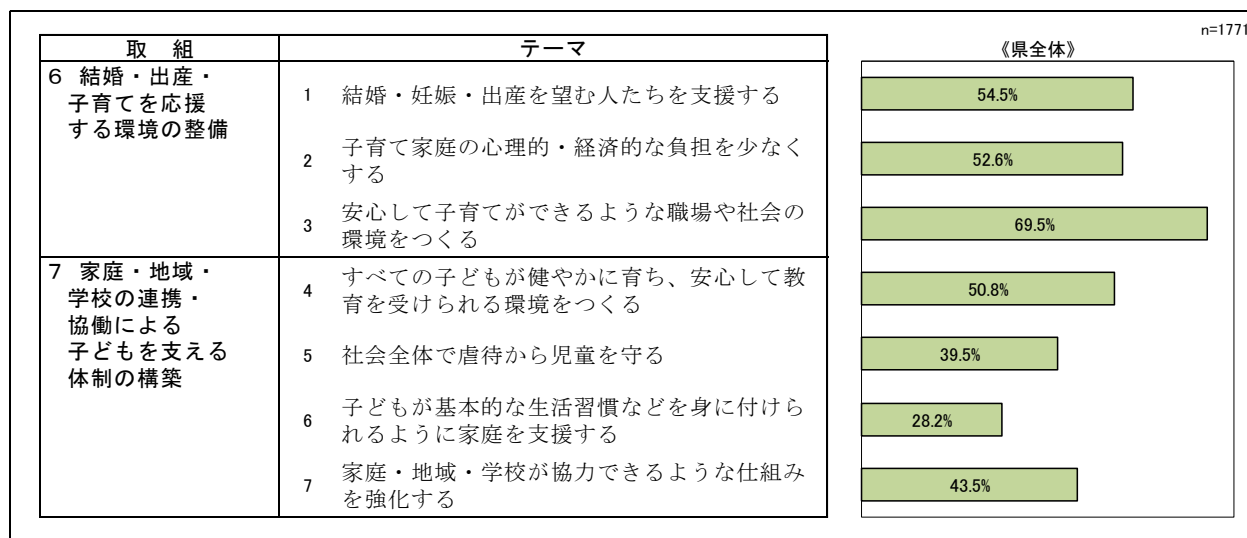 n=1771
取　組　テーマ　《県全体》
6 結婚・出産・
子育てを応援
する環境の整備
1 結婚・妊娠・出産を望む人たちを支援する
54.5%
2 子育て家庭の心理的・経済的な負担を少なく
する
52.6%
3 安心して子育てができるような職場や社会の
環境をつくる
69.5%
7 家庭・地域・
学校の連携・
協働による
子どもを支える
体制の構築
4 すべての子どもが健やかに育ち、安心して教
育を受けられる環境をつくる
50.8%
5 社会全体で虐待から児童を守る
39.5%
6 子どもが基本的な生活習慣などを身に付けら
れるように家庭を支援する
28.2%
7 家庭・地域・学校が協力できるような仕組み
を強化する
43.5%